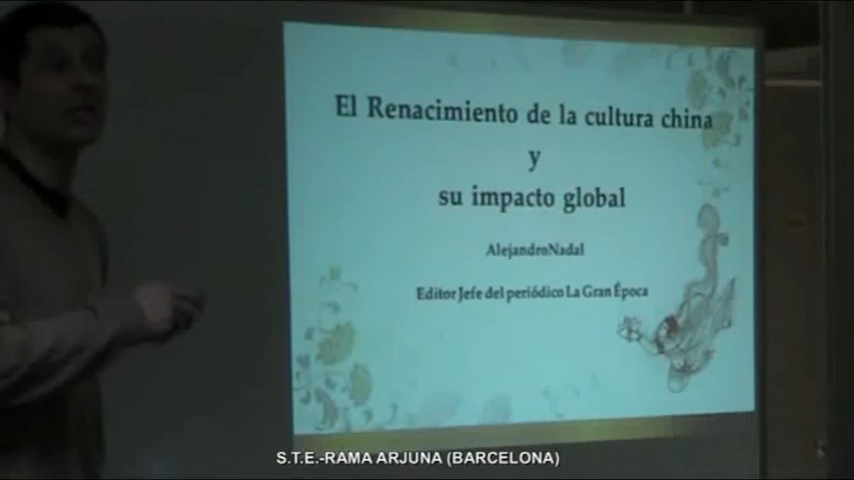 El Renacimiento de la cultura china
y
su impacto global
AlejandroNadal
Editor Jefe del periódico La Gran Época
S.T.E.-RAMA ARJUNA (BARCELONA)